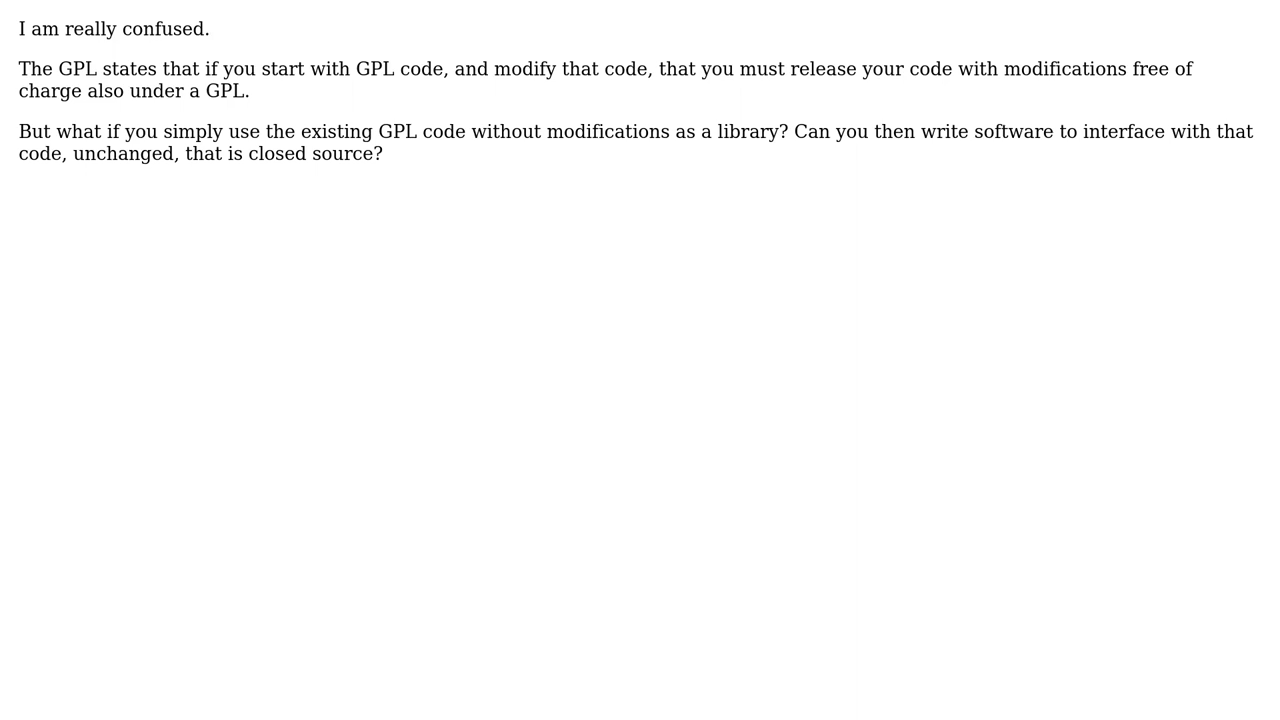 I am really confused.
The GPL states that if you start with GPL code, and modify that code, that you must release your code with modifications free of
charge also under a GPL.
But what if you simply use the existing GPL code without modifications as a library? Can you then write software to interface with that
code, unchanged, that is closed source?